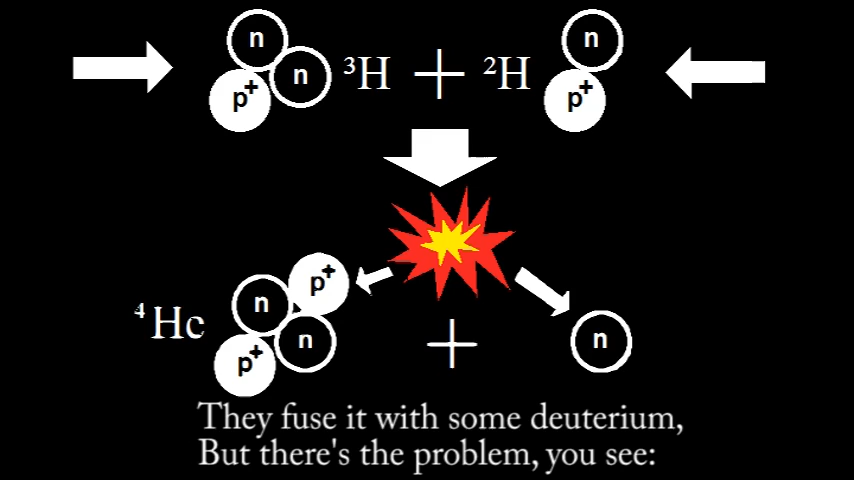 n n
n ³H + ²H
p⁺ p⁺
p⁺
n
⁴He n + n
p⁺
They fuse it with some deuterium,
But there's the problem, you see: